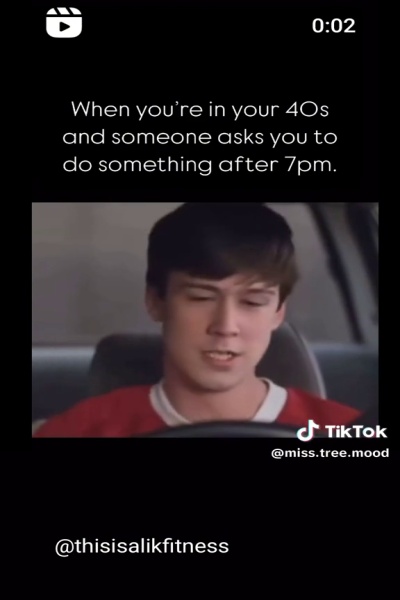 0:02
When you're in your 40s
and someone asks you to
do something after 7pm.
TikTok
@miss.tree.mood
@thisisalikfitness